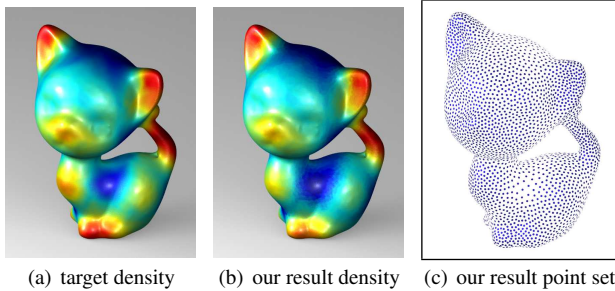 (a) target density
(b) our result density
(c) our result point set